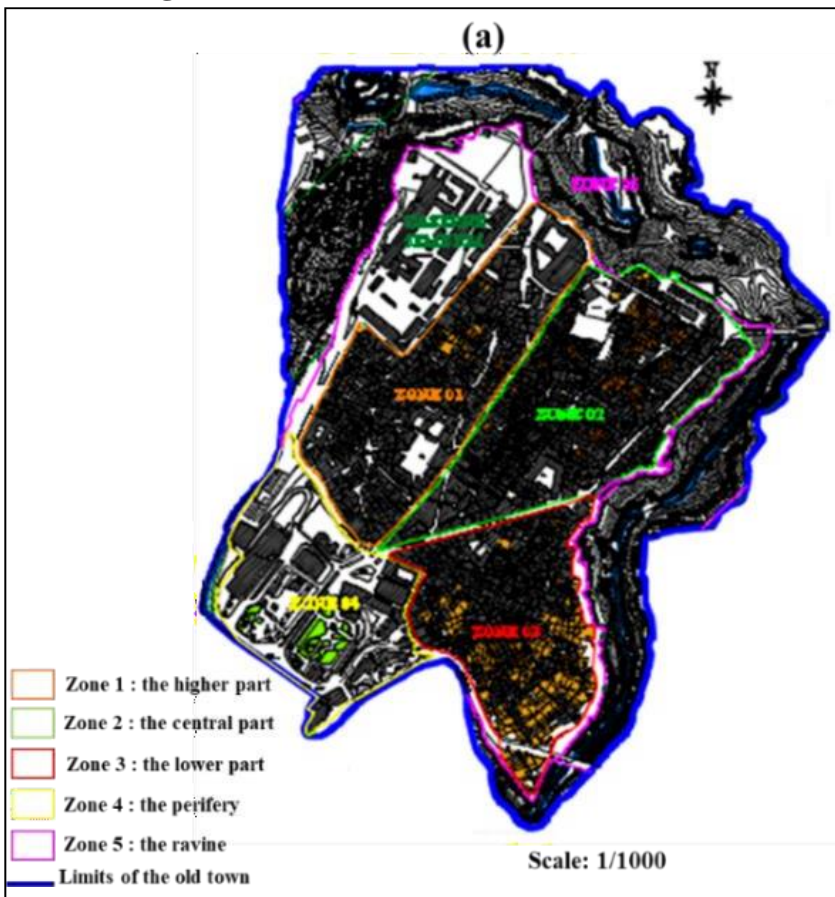 (a)
N
ZONE 05
ZONE 01
ZONE 02
ZONE 04
ZONE 03
Zone 1 : the higher part
Zone 2 : the central part
Zone 3 : the lower part
Zone 4 : the perifery
Zone 5 : the ravine
Limits of the old town
Scale: 1/1000